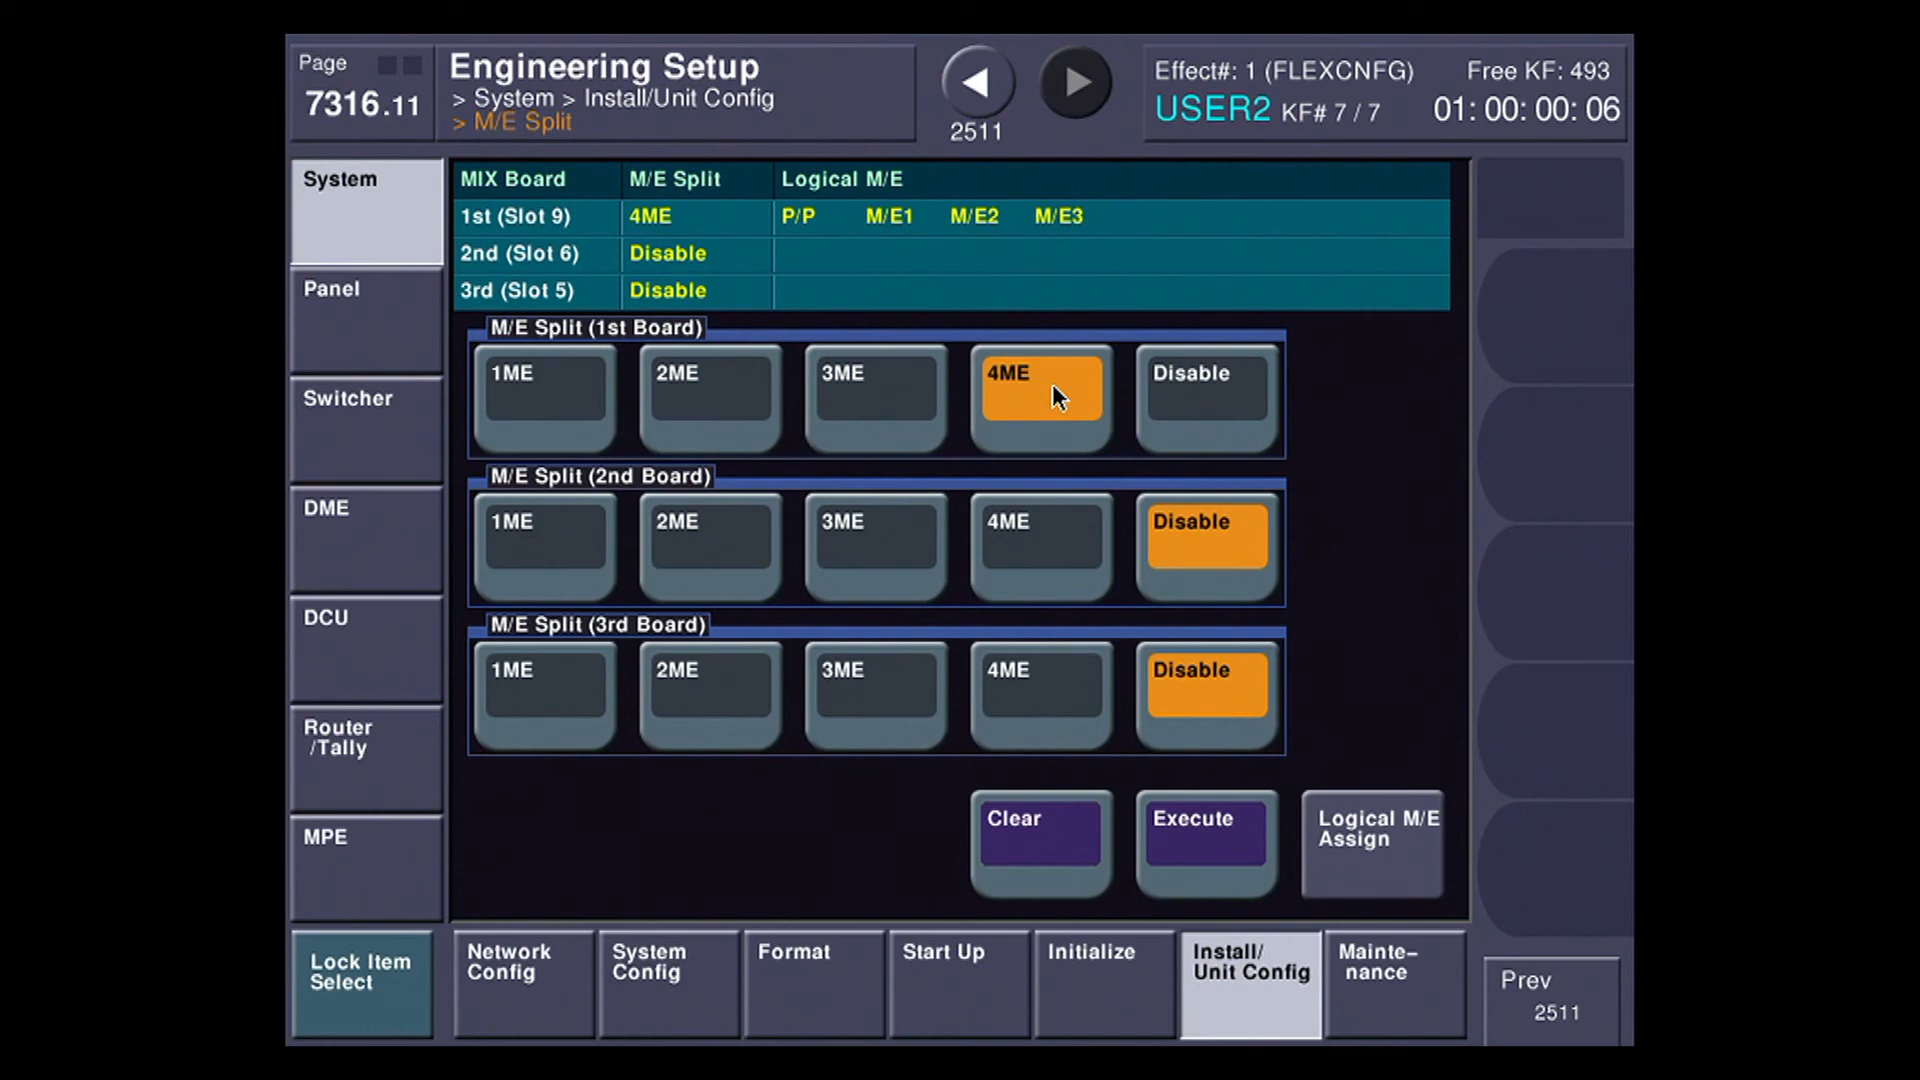 Page
7316.11
Engineering Setup
> System > Install/Unit Config
> M/E Split
2511
Effect#: 1 (FLEXCNFG) Free KF: 493
USER2 KF# 7 / 7 01: 00: 00: 06
System
Panel
Switcher
DME
DCU
Router
/Tally
MPE
MIX Board M/E Split Logical M/E
1st (Slot 9) 4ME P/P M/E1 M/E2 M/E3
2nd (Slot 6) Disable
3rd (Slot 5) Disable
M/E Split (1st Board)
1ME 2ME 3ME 4ME Disable
M/E Split (2nd Board)
1ME 2ME 3ME 4ME Disable
M/E Split (3rd Board)
1ME 2ME 3ME 4ME Disable
Clear Execute Logical M/E
Assign
Lock Item
Select
Network
Config
System
Config
Format
Start Up
Initialize
Install/
Unit Config
Mainte-
nance
Prev
2511